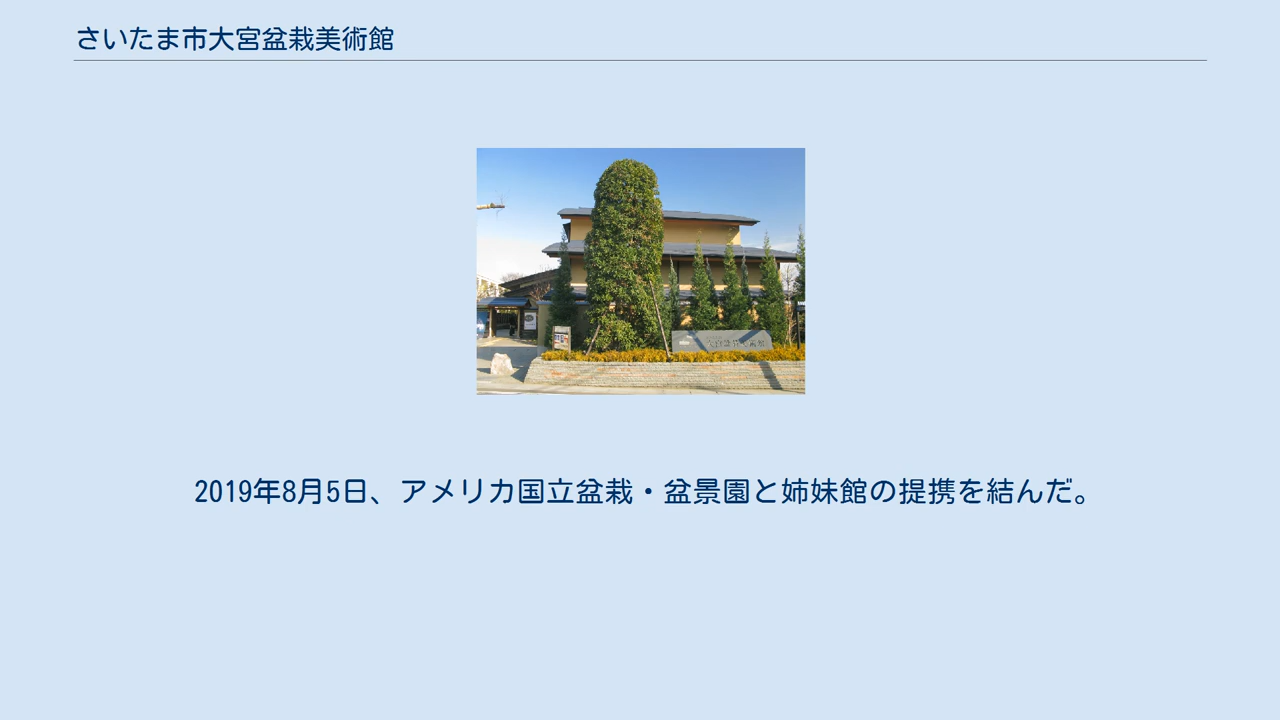 さいたま市大宮盆栽美術館
2019年8月5日、アメリカ国立盆栽・盆景園と姉妹館の提携を結んだ。